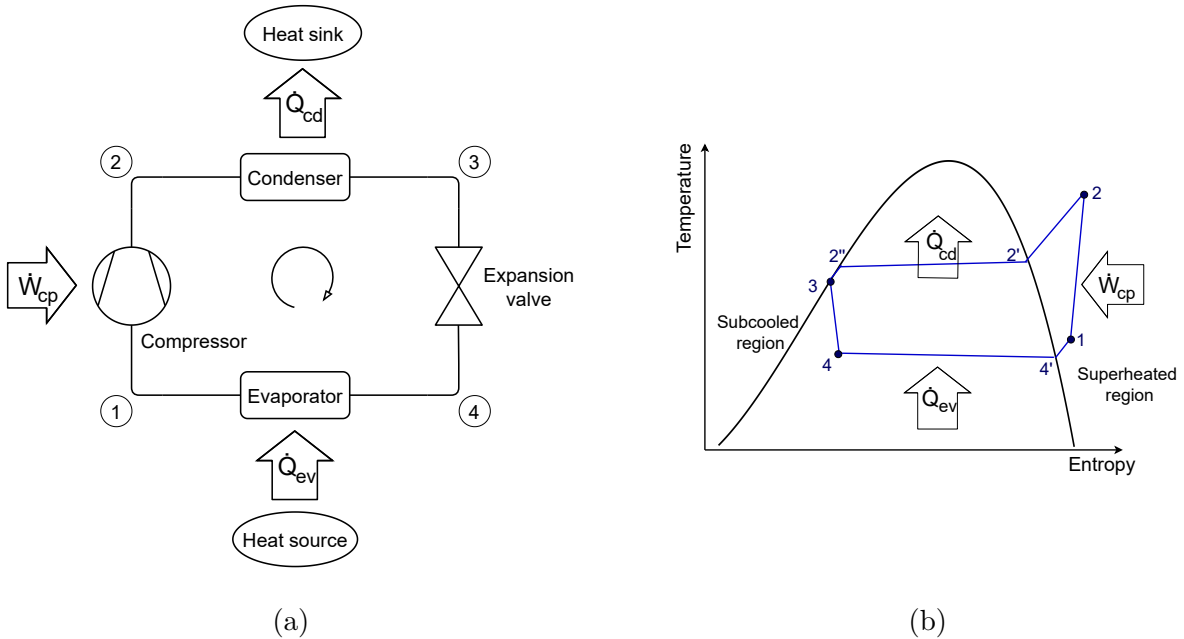 Heat sink
Q̇cd
2
Condenser
3
Ẇcp
Compressor
Expansion
valve
1
Evaporator
4
Q̇ev
Heat source
(a)
Temperature
2
2"
Q̇cd
2'
3
Ẇcp
Subcooled
region
1
4
4'
Superheated
region
Q̇ev
Entropy
(b)